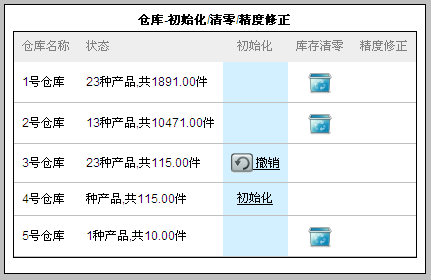 仓库-初始化/清零/精度修正
仓库名称 状态 初始化 库存清零 精度修正
1号仓库 23种产品,共1891.00件
2号仓库 13种产品,共10471.00件
3号仓库 23种产品,共115.00件 撤销
4号仓库 种产品,共115.00件 初始化
5号仓库 1种产品,共10.00件